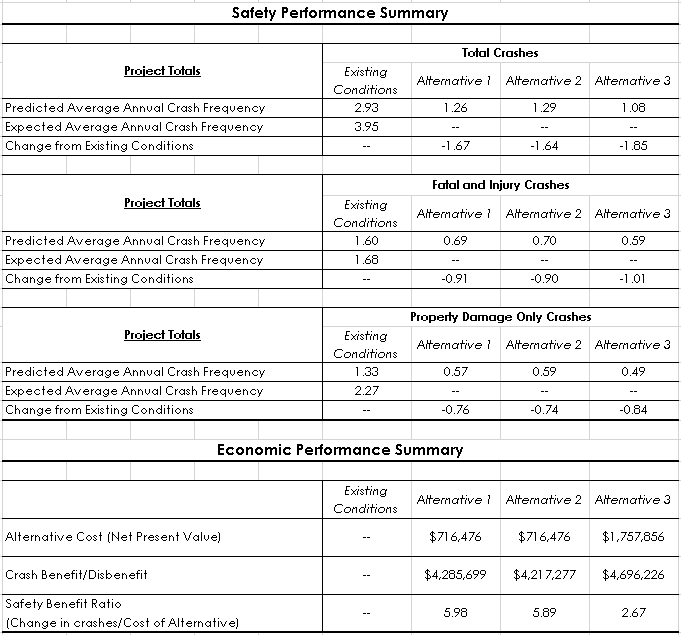 Safety Performance Summary
Total Crashes
Project Totals
Existing
Conditions
Alternative 1 Alternative 2 Alternative 3
Predicted Average Annual Crash Frequency 2.93 1.26 1.29 1.08
Expected Average Annual Crash Frequency 3.95 -- -- --
Change from Existing Conditions -- -1.67 -1.64 -1.85
Fatal and Injury Crashes
Project Totals
Existing
Conditions
Alternative 1 Alternative 2 Alternative 3
Predicted Average Annual Crash Frequency 1.60 0.69 0.70 0.59
Expected Average Annual Crash Frequency 1.68 -- -- --
Change from Existing Conditions -- -0.91 -0.90 -1.01
Property Damage Only Crashes
Project Totals
Existing
Conditions
Alternative 1 Alternative 2 Alternative 3
Predicted Average Annual Crash Frequency 1.33 0.57 0.59 0.49
Expected Average Annual Crash Frequency 2.27 -- -- --
Change from Existing Conditions -- -0.76 -0.74 -0.84
Economic Performance Summary
Existing
Conditions
Alternative 1 Alternative 2 Alternative 3
Alternative Cost (Net Present Value) -- $716,476 $716,476 $1,757,856
Crash Benefit/Disbenefit -- $4,285,699 $4,217,277 $4,696,226
Safety Benefit Ratio
(Change in crashes/Cost of Alternative) -- 5.98 5.89 2.67